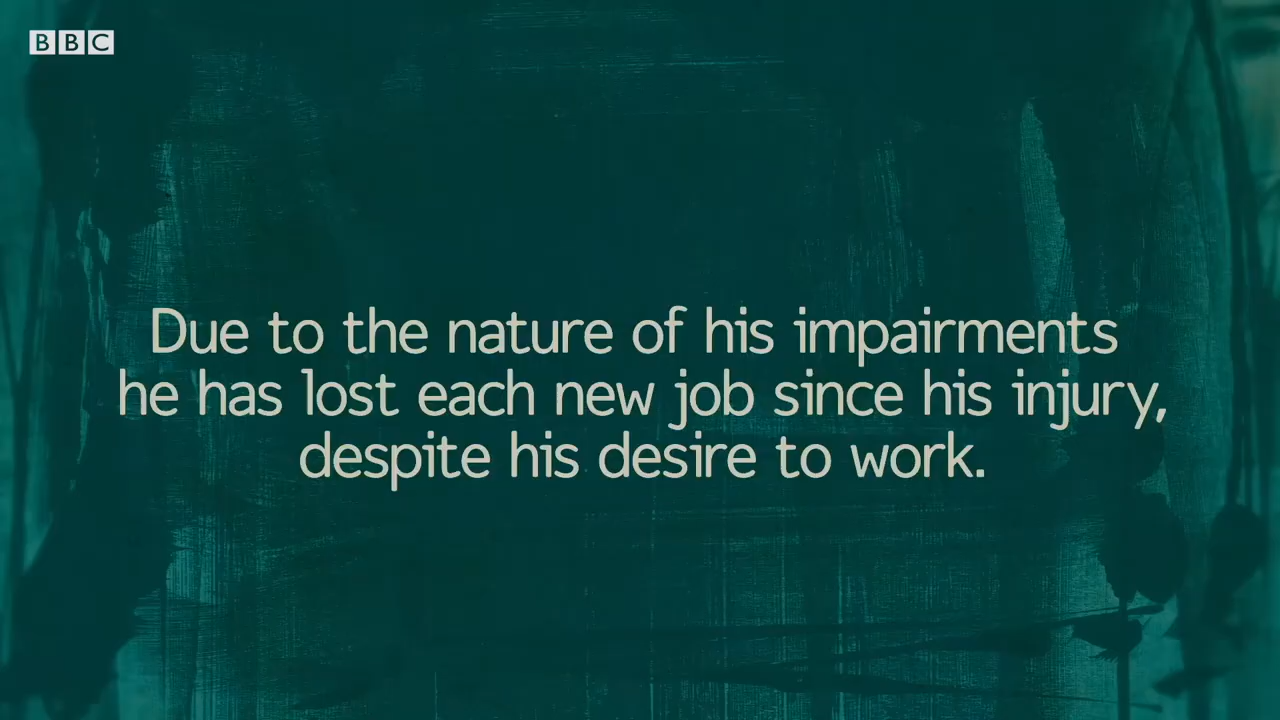 BBC
Due to the nature of his impairments
he has lost each new job since his injury,
despite his desire to work.